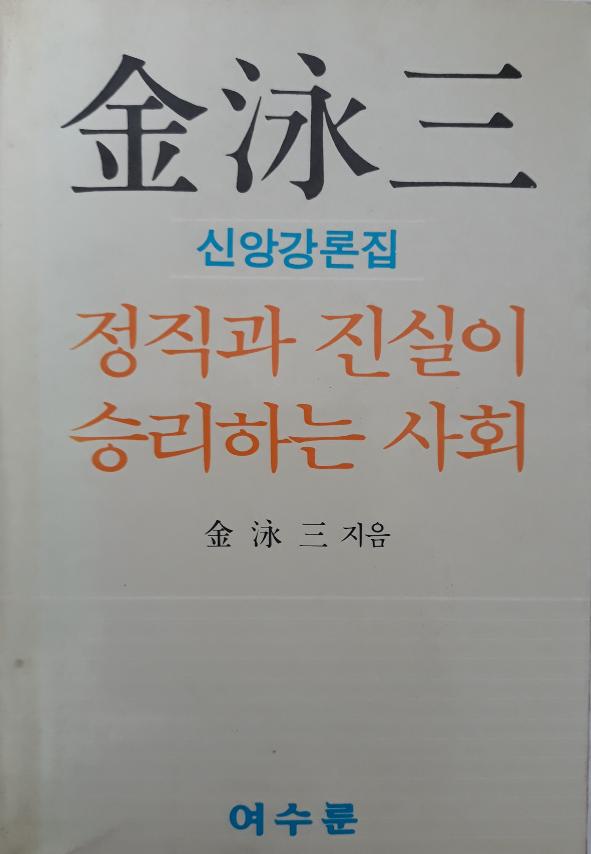 金泳三
신앙강론집
정직과 진실이
승리하는 사회
金 泳 三 지음
여수룬